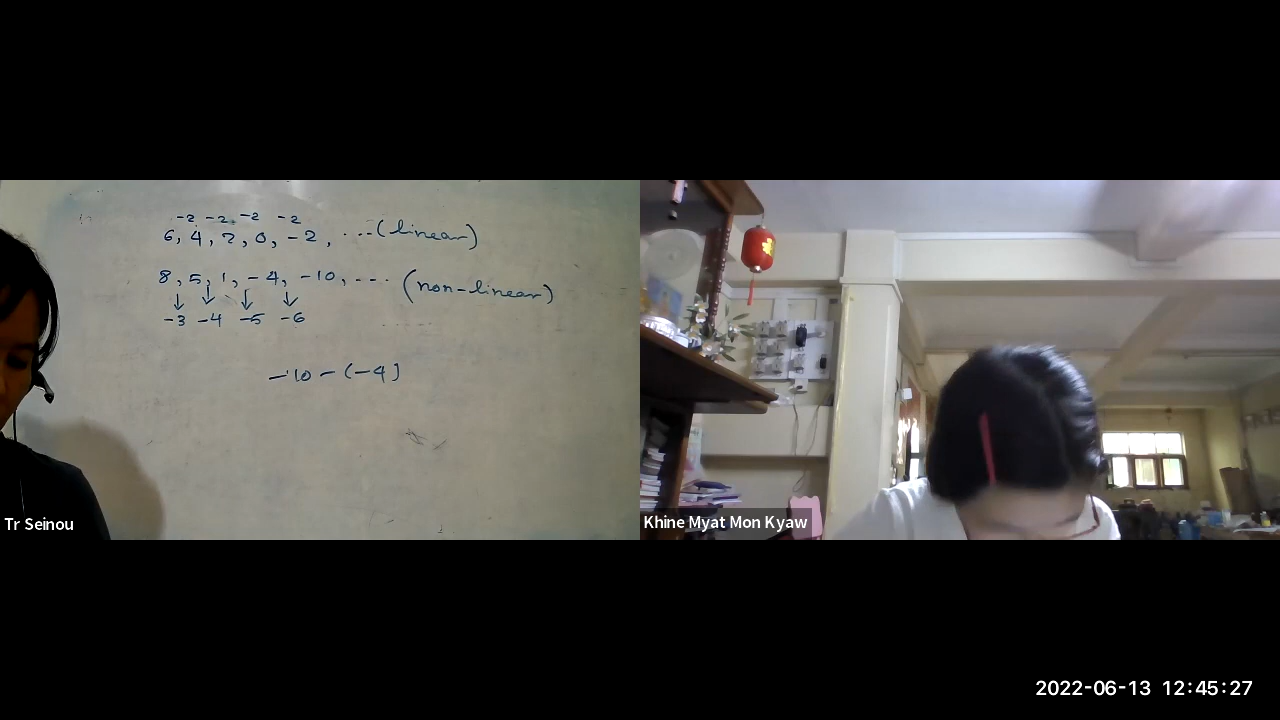 -2 -2 -2 -2
6, 4, 2, 0, -2, ... (linear)
8, 5, 1, -4, -10, ... (non-linear)
↓ ↓ ↓ ↓
-3 -4 -5 -6
-10 - (-4)
Tr Seinou
Khine Myat Mon Kyaw
2022-06-13 12:45:27